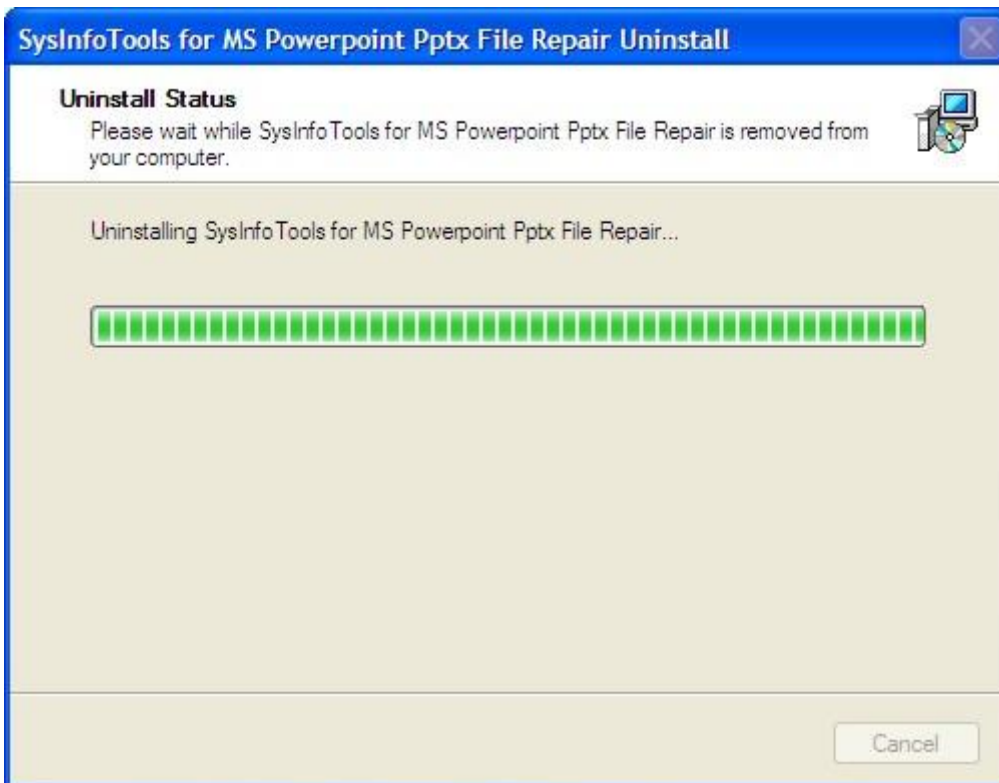 SysInfoTools for MS Powerpoint Pptx File Repair Uninstall
Uninstall Status
Please wait while SysInfoTools for MS Powerpoint Pptx File Repair is removed from
your computer.
Uninstalling SysInfoTools for MS Powerpoint Pptx File Repair...
Cancel